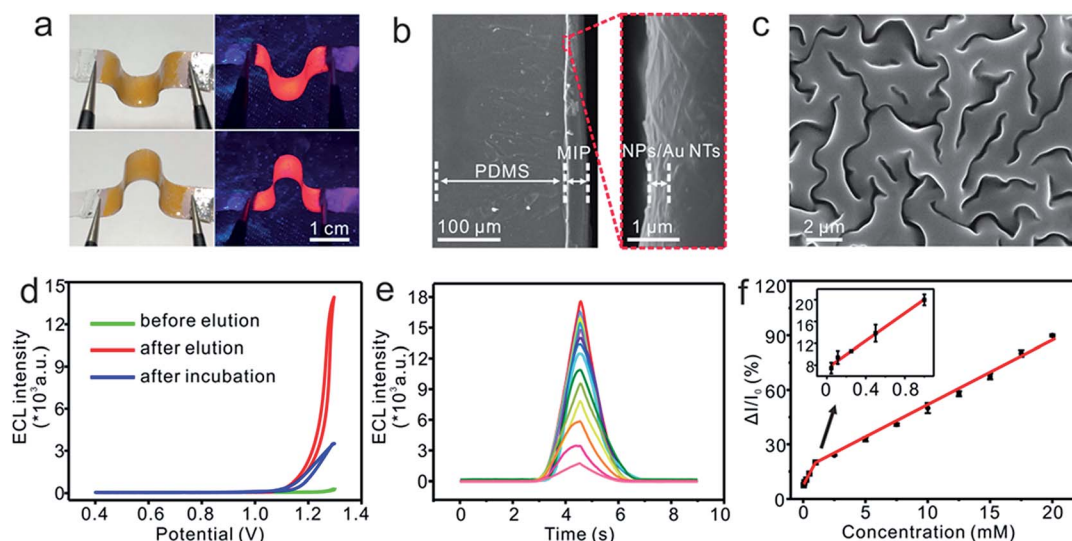 a
1 cm
b
PDMS
MIP
NPs/Au NTs
100 µm
1 µm
c
2 µm
d
ECL intensity
(*10³a.u.)
15
12
9
6
3
0
before elution
after elution
after incubation
0.4 0.6 0.8 1.0 1.2 1.4
Potential (V)
e
ECL intensity
(*10³a.u.)
18
15
12
9
6
3
0
0 2 4 6 8 10
Time (s)
f
ΔI/I₀ (%)
120
90
60
30
0
20
16
12
8
0.0 0.4 0.8
0 5 10 15 20
Concentration (mM)